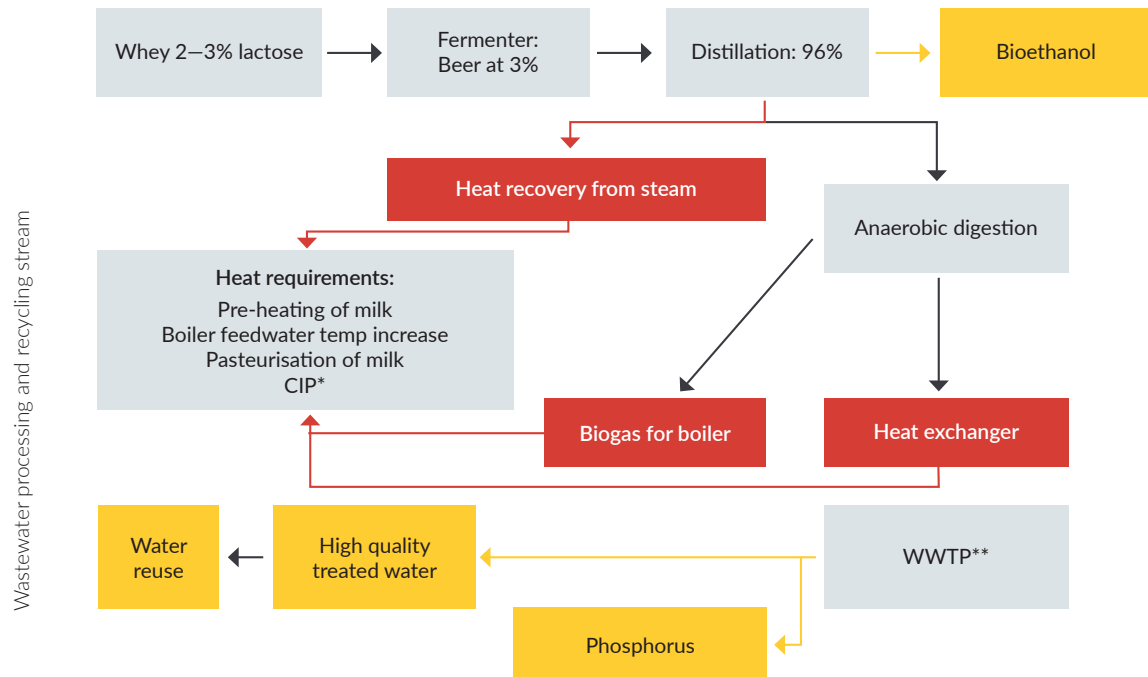 Whey 2—3% lactose
Fermenter:
Beer at 3%
Distillation: 96%
Bioethanol
Heat recovery from steam
Anaerobic digestion
Heat requirements:
Pre-heating of milk
Boiler feedwater temp increase
Pasteurisation of milk
CIP*
Biogas for boiler
Heat exchanger
Water
reuse
High quality
treated water
WWTP**
Phosphorus
Wastewater processing and recycling stream